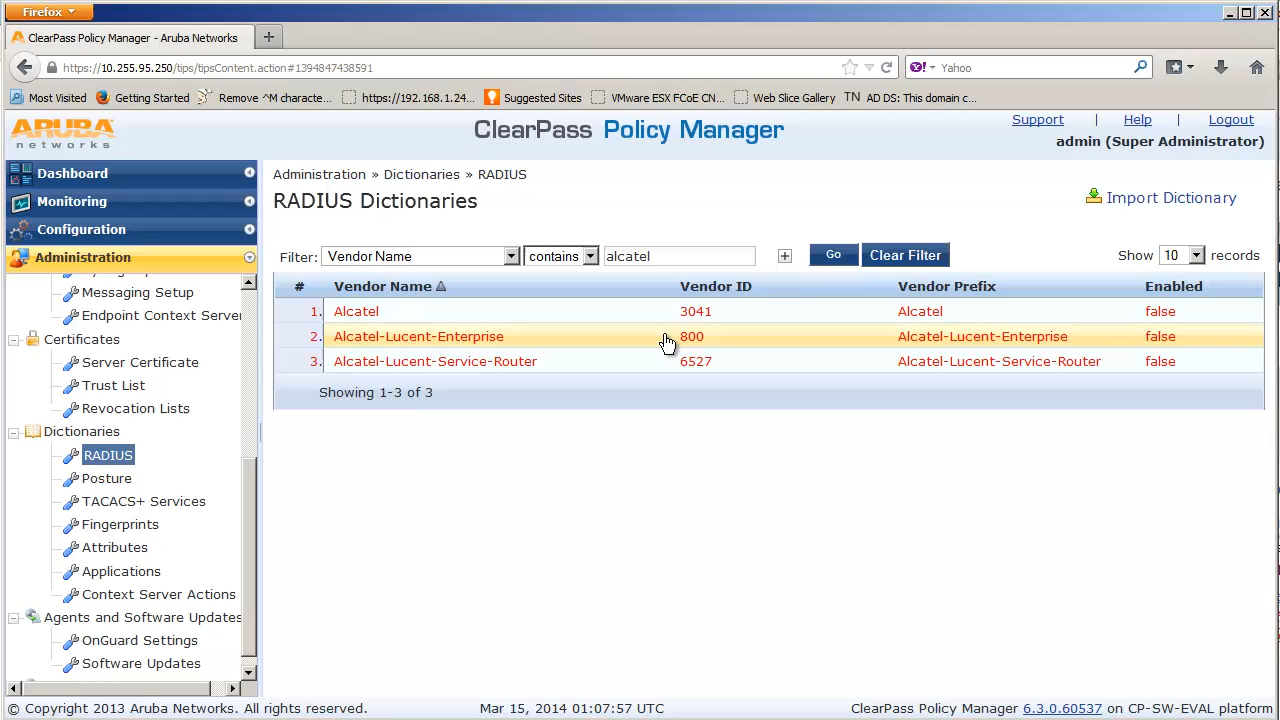 Firefox
ClearPass Policy Manager - Aruba Networks
https://10.255.95.250/tips/tipsContent.action#1394847438591
Yahoo
Most Visited Getting Started Remove ^M characte... https://192.168.1.24... Suggested Sites VMware ESX FCoE CN... Web Slice Gallery TN AD DS: This domain c...
ARUBA
networks
ClearPass Policy Manager
Support | Help | Logout
admin (Super Administrator)
Dashboard
Monitoring
Configuration
Administration
Messaging Setup
Endpoint Context Server
Certificates
Server Certificate
Trust List
Revocation Lists
Dictionaries
RADIUS
Posture
TACACS+ Services
Fingerprints
Attributes
Applications
Context Server Actions
Agents and Software Updates
OnGuard Settings
Software Updates
Administration » Dictionaries » RADIUS
RADIUS Dictionaries
Import Dictionary
Filter: Vendor Name contains alcatel + Go Clear Filter Show 10 records
# Vendor Name Vendor ID Vendor Prefix Enabled
1. Alcatel 3041 Alcatel false
2. Alcatel-Lucent-Enterprise 800 Alcatel-Lucent-Enterprise false
3. Alcatel-Lucent-Service-Router 6527 Alcatel-Lucent-Service-Router false
Showing 1-3 of 3
© Copyright 2013 Aruba Networks. All rights reserved. Mar 15, 2014 01:07:57 UTC ClearPass Policy Manager 6.3.0.60537 on CP-SW-EVAL platform